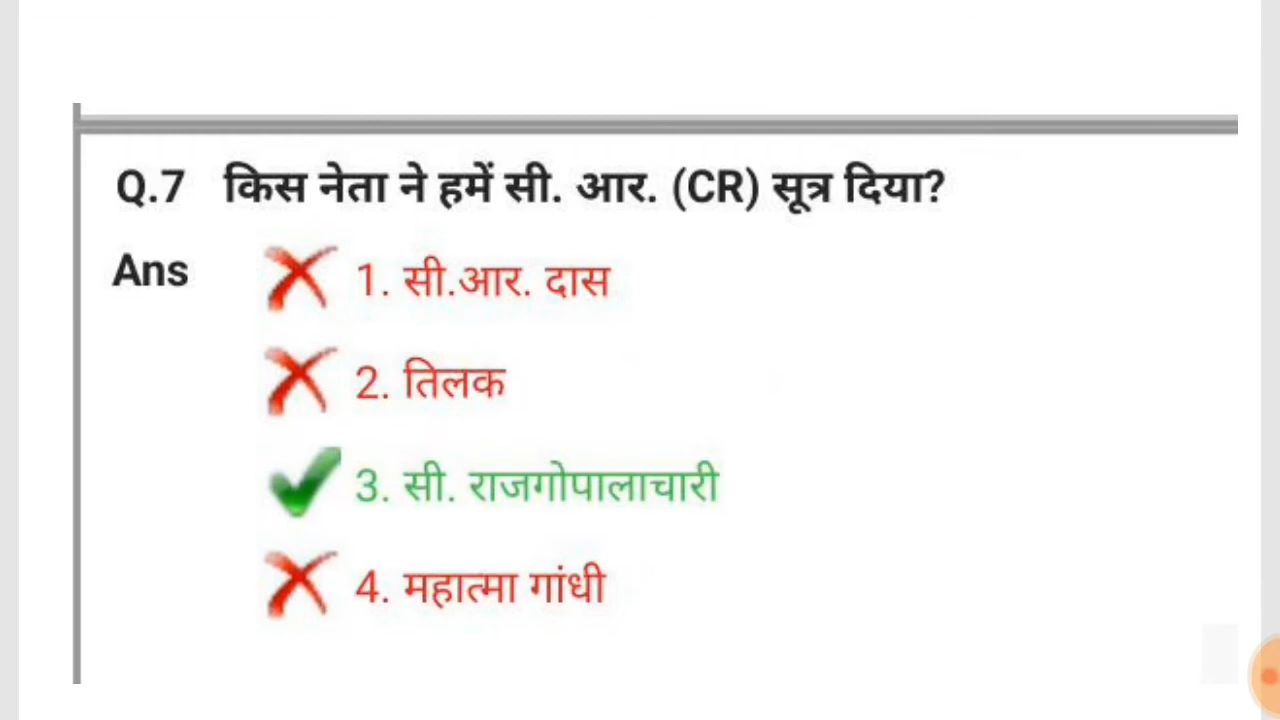 Q.7 किस नेता ने हमें सी. आर. (CR) सूत्र दिया?
Ans 1. सी.आर. दास
2. तिलक
3. सी. राजगोपालाचारी
4. महात्मा गांधी